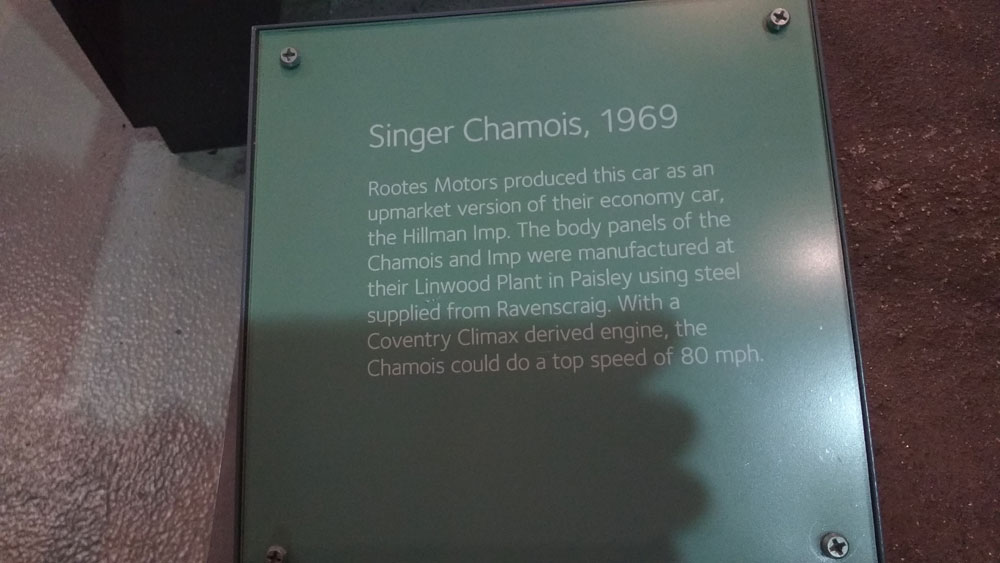 Singer Chamois, 1969
Rootes Motors produced this car as an
upmarket version of their economy car,
the Hillman Imp. The body panels of the
Chamois and Imp were manufactured at
their Linwood Plant in Paisley using steel
supplied from Ravenscraig. With a
Coventry Climax derived engine, the
Chamois could do a top speed of 80 mph.